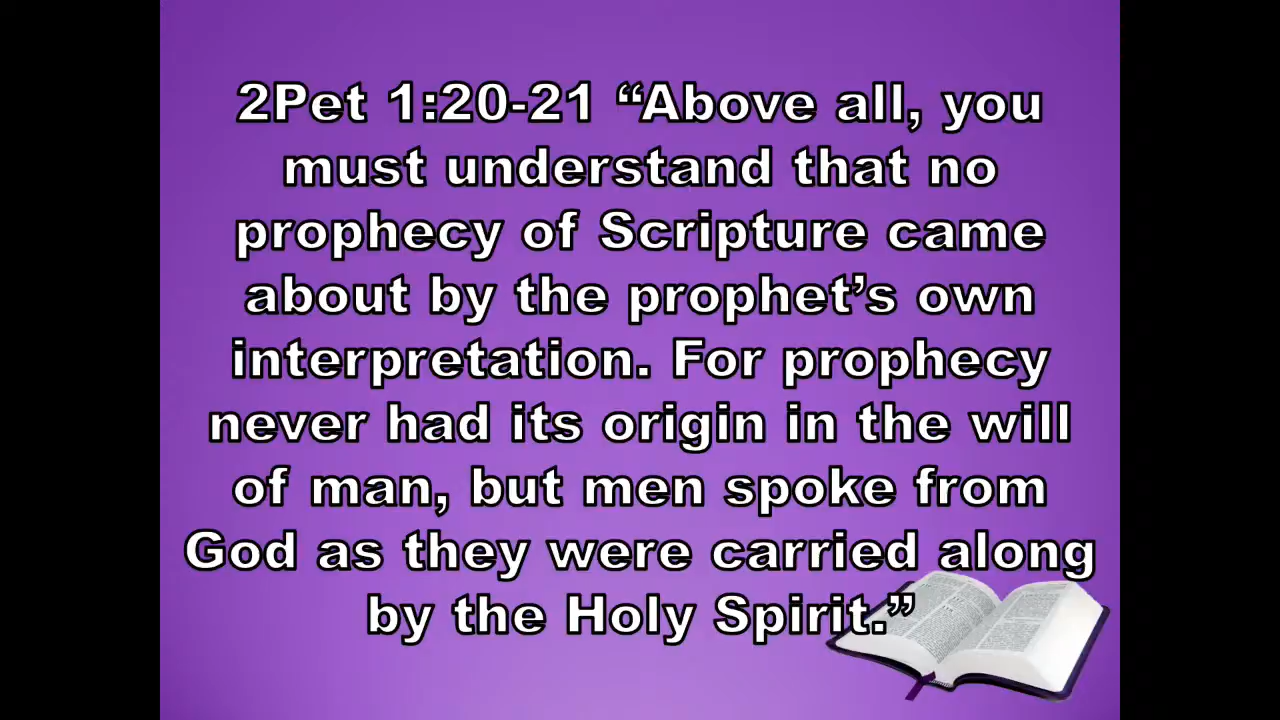 2Pet 1:20-21 “Above all, you
must understand that no
prophecy of Scripture came
about by the prophet’s own
interpretation. For prophecy
never had its origin in the will
of man, but men spoke from
God as they were carried along
by the Holy Spirit.”